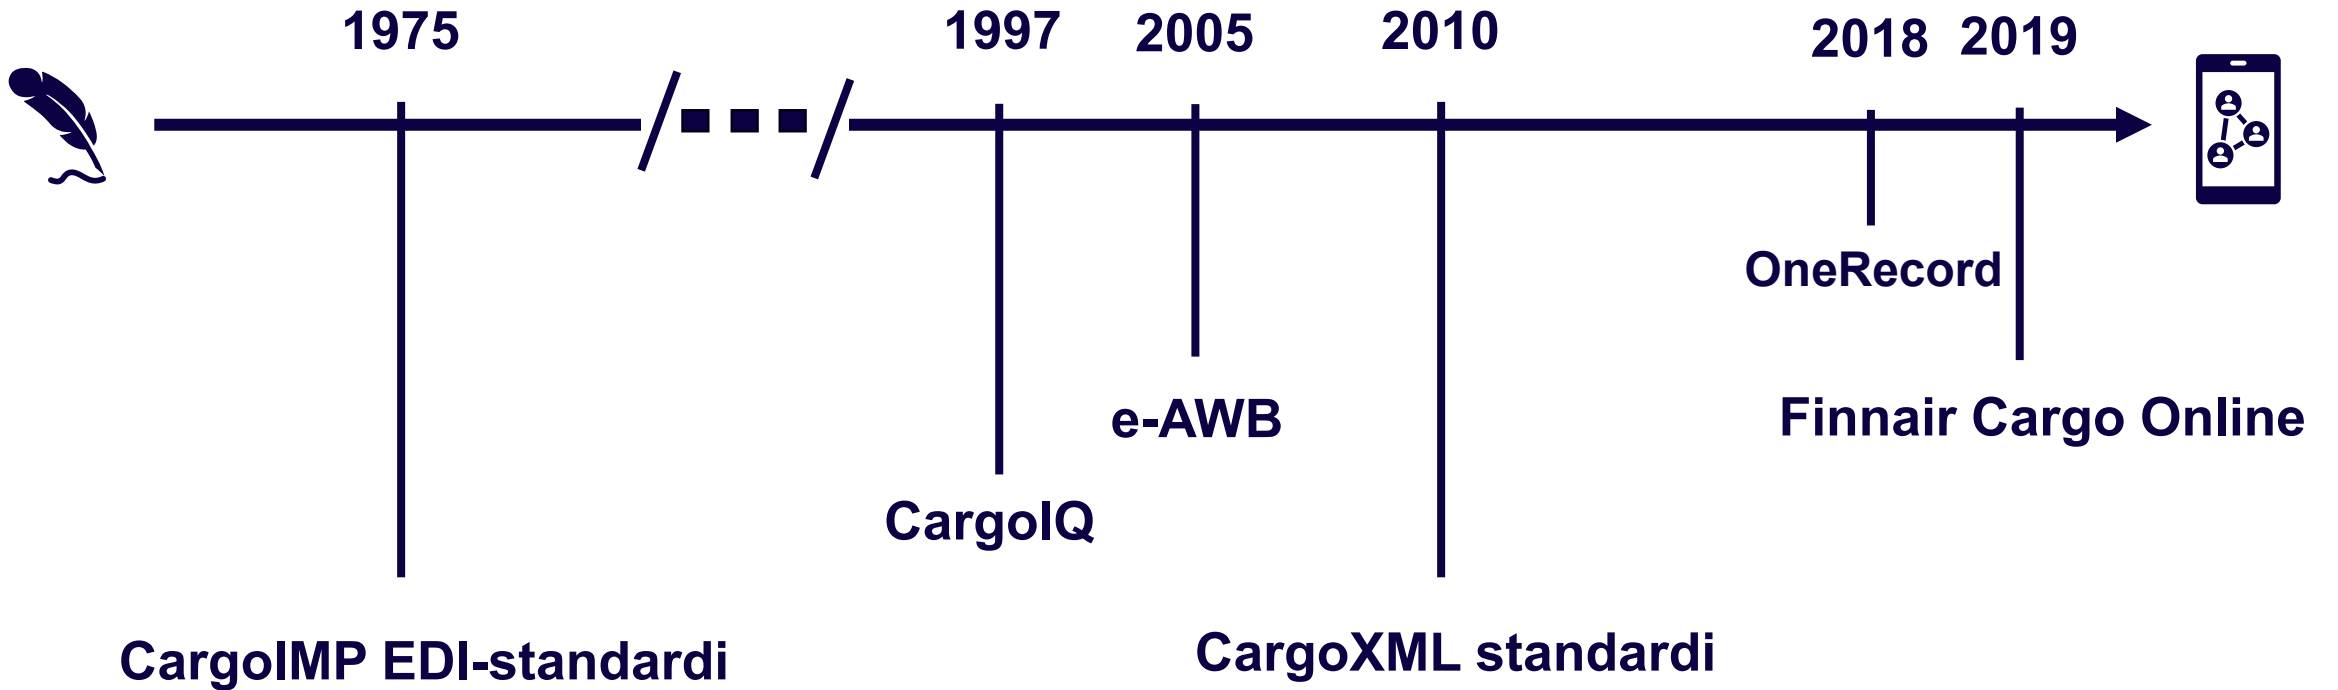 1975
1997
2005
2010
2018
2019
OneRecord
e-AWB
Finnair Cargo Online
CargoIQ
CargoIMP EDI-standardi
CargoXML standardi